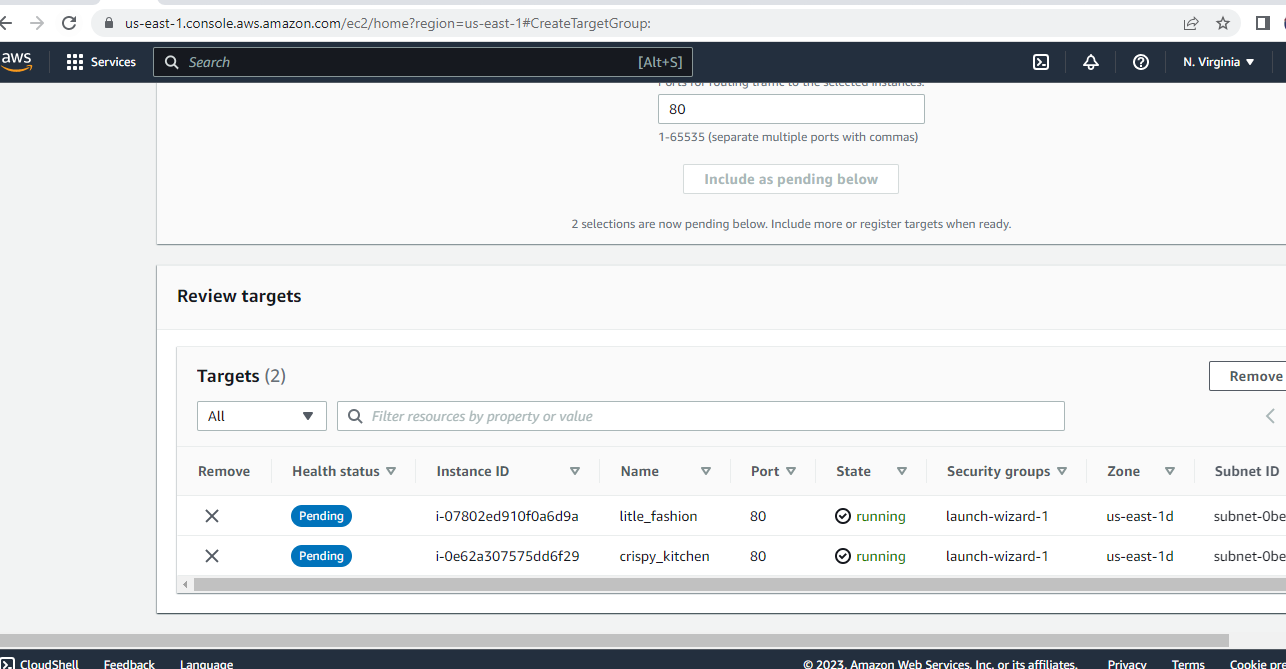 us-east-1.console.aws.amazon.com/ec2/home?region=us-east-1#CreateTargetGroup:
aws Services Search [Alt+S] N. Virginia
Ports for routing traffic to the selected instances.
80
1-65535 (separate multiple ports with commas)
Include as pending below
2 selections are now pending below. Include more or register targets when ready.
Review targets
Targets (2)
Remove
All Filter resources by property or value
Remove Health status Instance ID Name Port State Security groups Zone Subnet ID
Pending i-07802ed910f0a6d9a litle_fashion 80 running launch-wizard-1 us-east-1d subnet-0be
Pending i-0e62a307575dd6f29 crispy_kitchen 80 running launch-wizard-1 us-east-1d subnet-0be
CloudShell Feedback Language © 2023, Amazon Web Services, Inc. or its affiliates. Privacy Terms Cookie pre